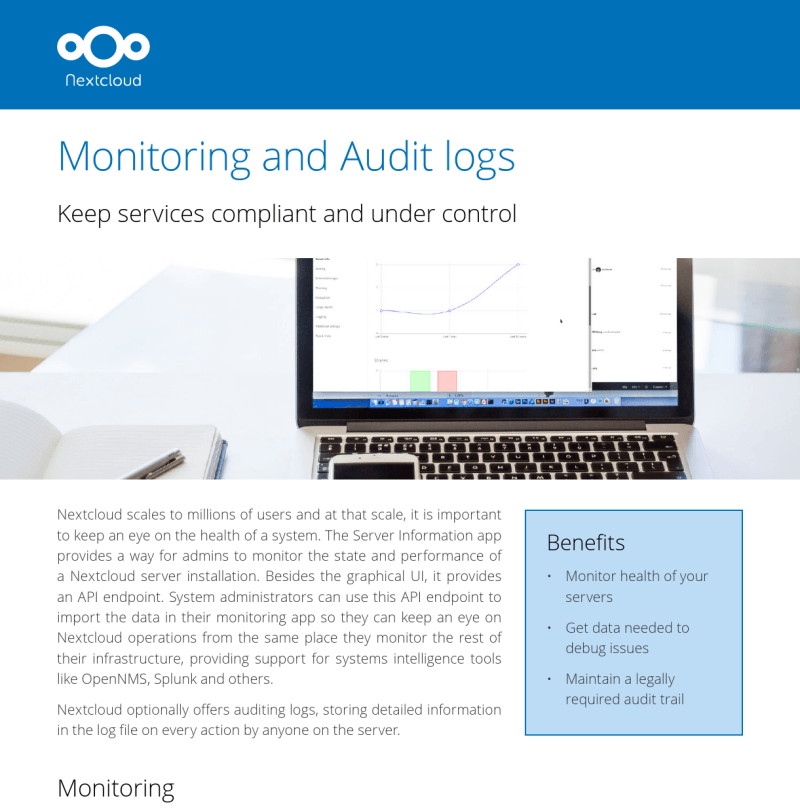 Nextcloud
Monitoring and Audit logs
Keep services compliant and under control
Nextcloud scales to millions of users and at that scale, it is important
to keep an eye on the health of a system. The Server Information app
provides a way for admins to monitor the state and performance of
a Nextcloud server installation. Besides the graphical UI, it provides
an API endpoint. System administrators can use this API endpoint to
import the data in their monitoring app so they can keep an eye on
Nextcloud operations from the same place they monitor the rest of
their infrastructure, providing support for systems intelligence tools
like OpenNMS, Splunk and others.
Nextcloud optionally offers auditing logs, storing detailed information
in the log file on every action by anyone on the server.
Benefits
• Monitor health of your
servers
• Get data needed to
debug issues
• Maintain a legally
required audit trail
Monitoring